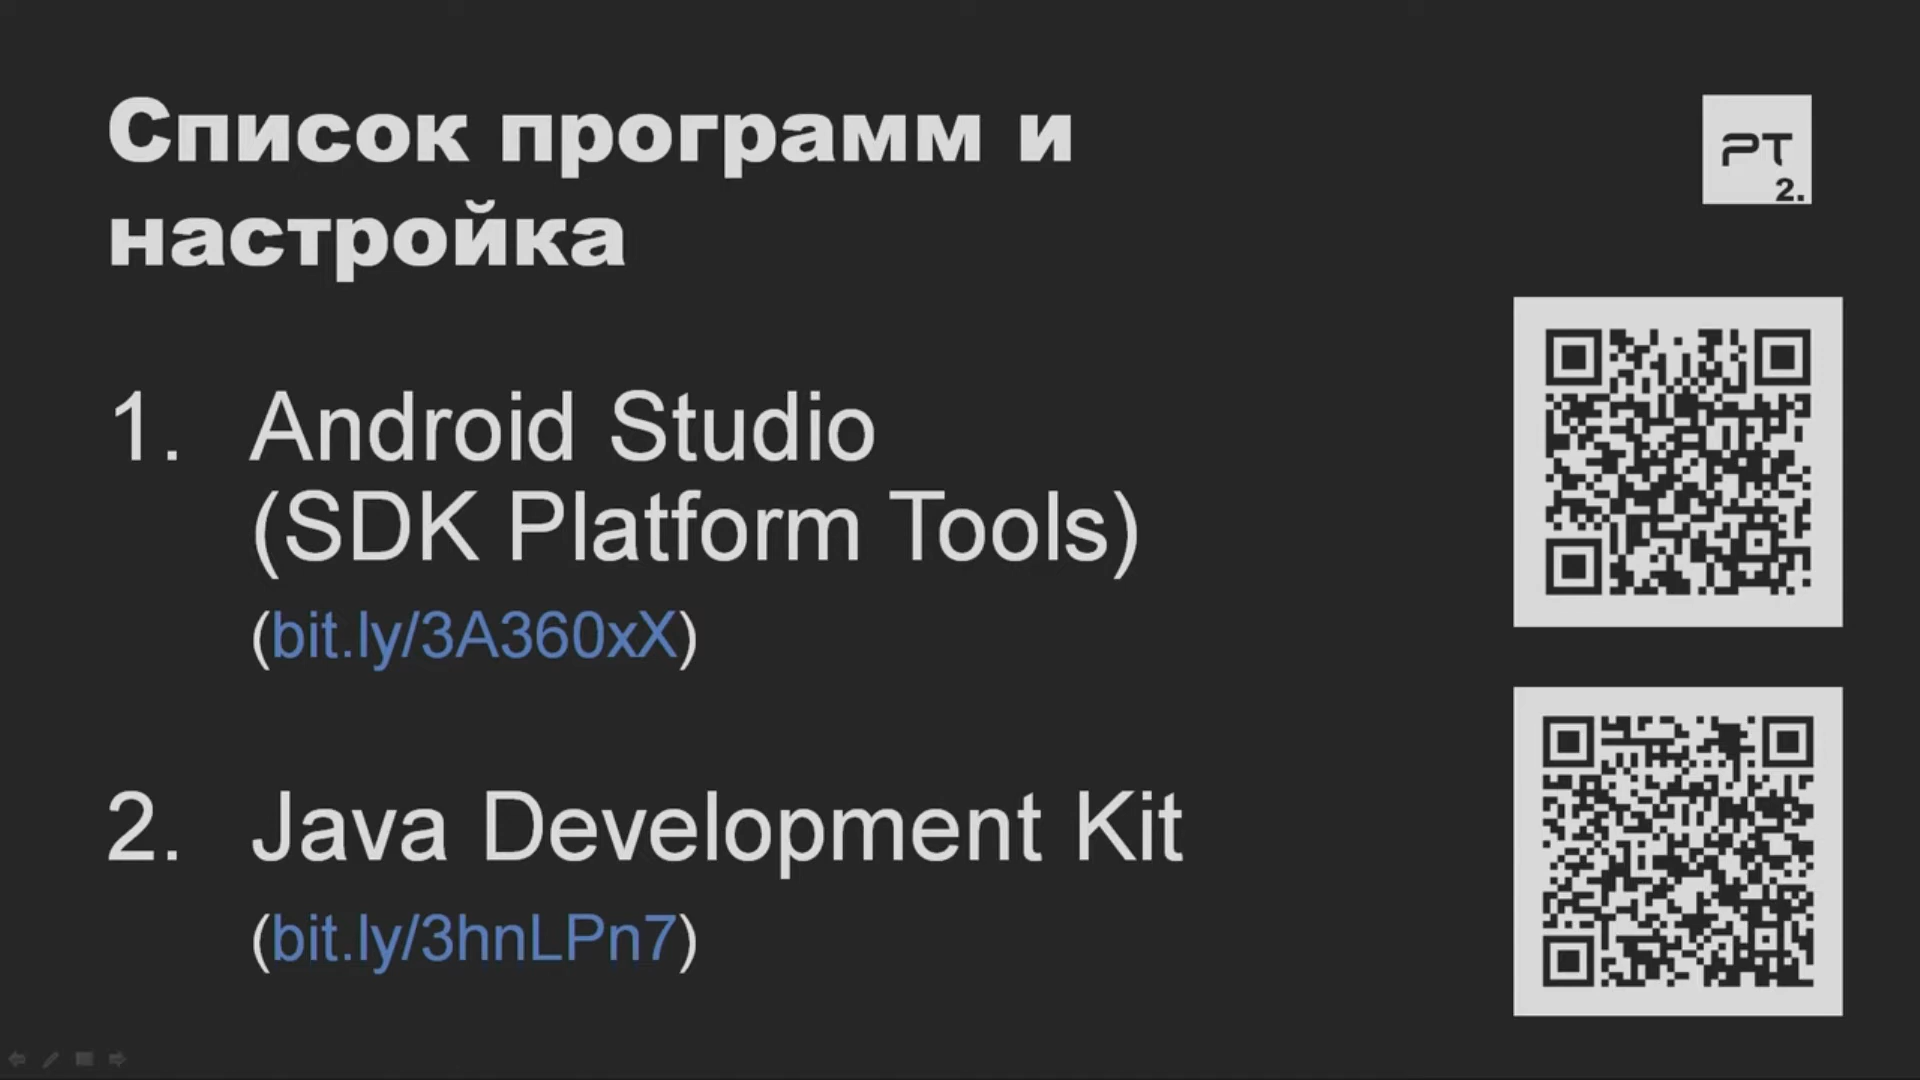 Список программ и
настройка
PT
2.
1. Android Studio
(SDK Platform Tools)
(bit.ly/3A360xX)
2. Java Development Kit
(bit.ly/3hnLPn7)